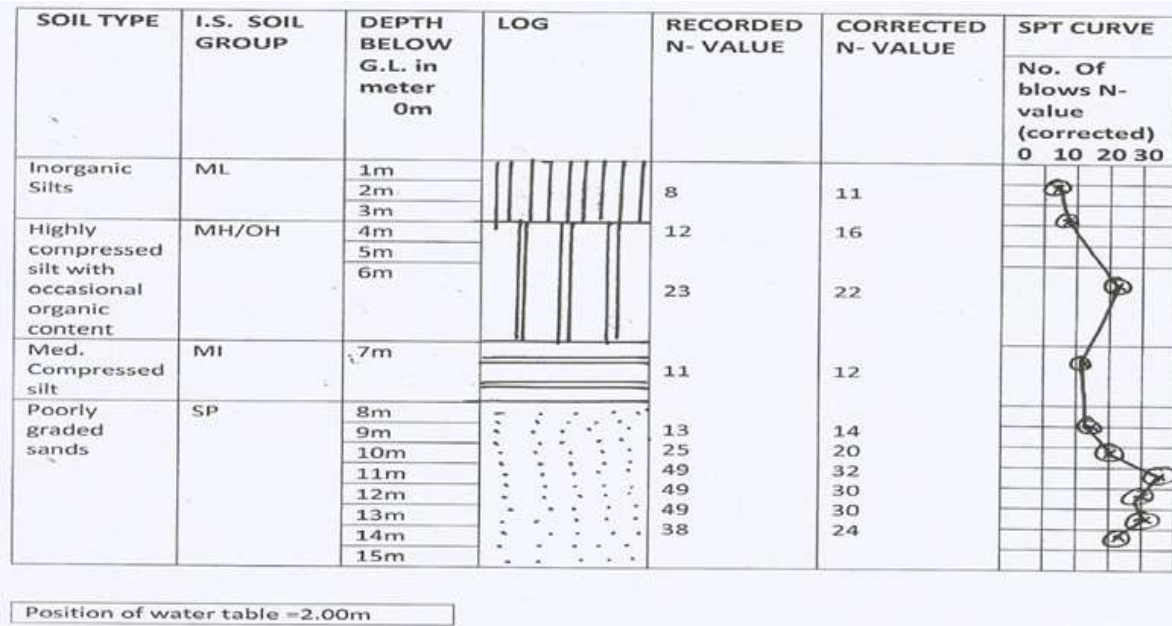 SOIL TYPE I.S. SOIL GROUP DEPTH BELOW G.L. in meter 0m LOG RECORDED N- VALUE CORRECTED N- VALUE SPT CURVE
No. Of blows N- value (corrected)
0 10 20 30
Inorganic Silts ML 1m
2m 8 11
3m
Highly compressed silt with occasional organic content MH/OH 4m 12 16
5m
6m 23 22
Med. Compressed silt MI 7m 11 12
Poorly graded sands SP 8m
9m 13 14
10m 25 20
11m 49 32
12m 49 30
13m 49 30
14m 38 24
15m
Position of water table =2.00m